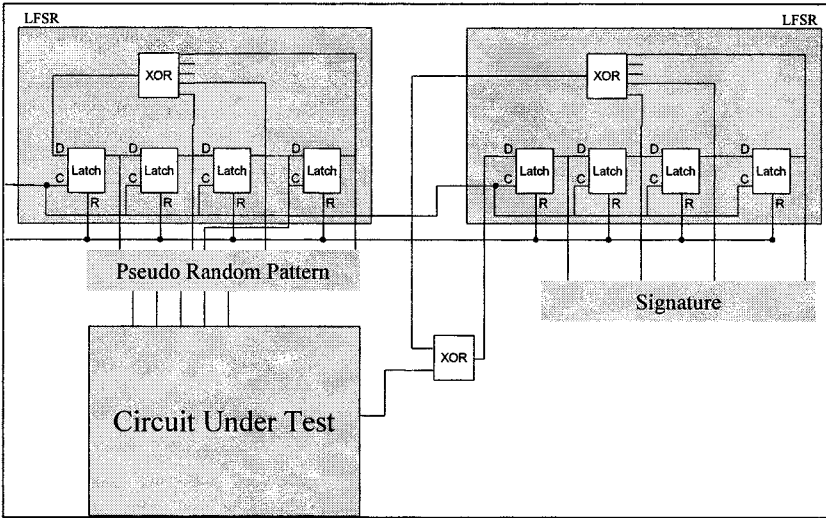 LFSR
LFSR
XOR
XOR
D
D
D
D
D
D
D
D
Latch
Latch
Latch
Latch
Latch
Latch
Latch
Latch
C
C
C
C
C
C
C
C
R
R
R
R
R
R
R
R
Pseudo Random Pattern
Signature
XOR
Circuit Under Test